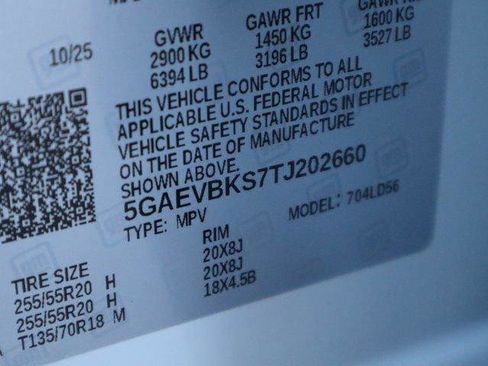 10/25
GVWR GAWR FRT
2900 KG 1450 KG 1600 KG
6394 LB 3196 LB 3527 LB
THIS VEHICLE CONFORMS TO ALL
APPLICABLE U.S. FEDERAL MOTOR
VEHICLE SAFETY STANDARDS IN EFFECT
ON THE DATE OF MANUFACTURE
SHOWN ABOVE.
5GAEVBKS7TJ202660
TYPE: MPV MODEL: 704LD56
TIRE SIZE RIM
255/55R20 H 20X8J
255/55R20 H 20X8J
T135/70R18 M 18X4.5B